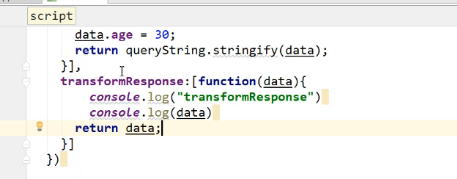 script
data.age = 30;
return queryString.stringify(data);
}],
transformResponse:[function(data){
console.log("transformResponse")
console.log(data)
return data;
}]
})